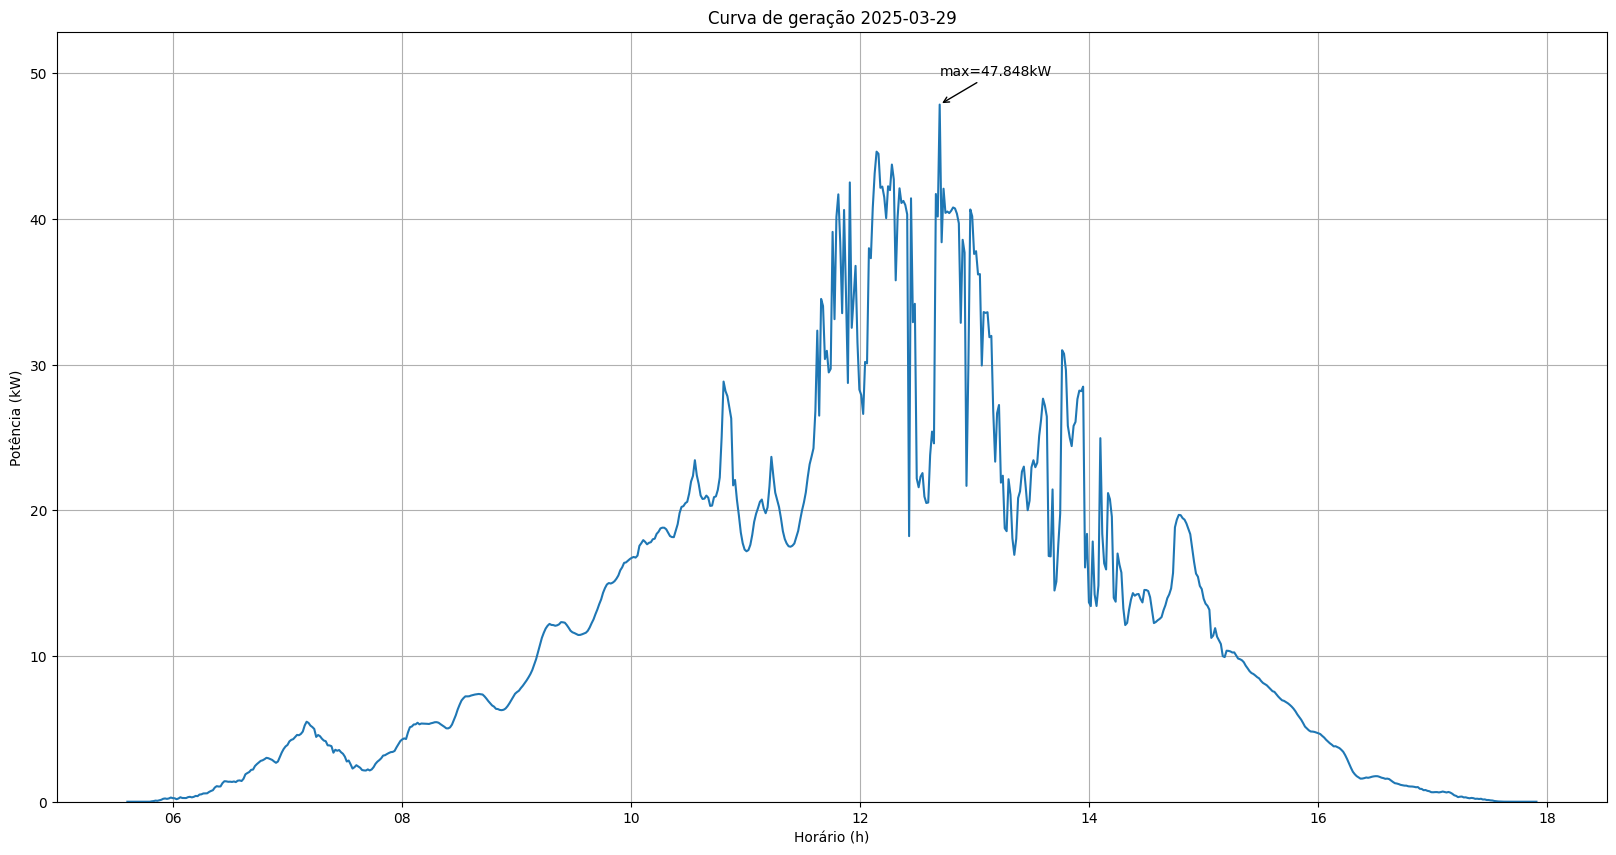 Curva de geração 2025-03-29
max=47.848kW
50
40
30
20
10
0
Potência (kW)
06 08 10 12 14 16 18
Horário (h)